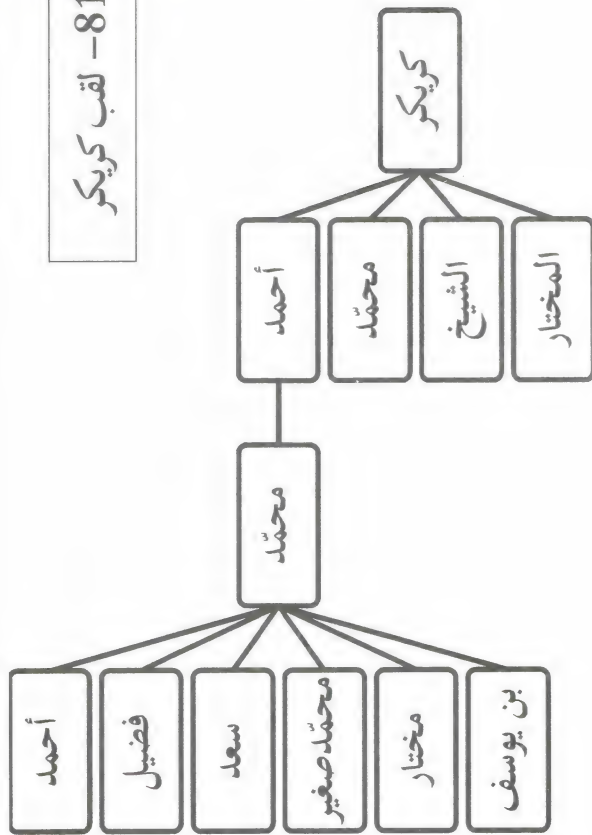 81- لقب كريكر
كريكر
أحمد
محمّد
الشيخ
المختار
محمّد
أحمد
فضيل
سعد
محمّد صغير
مختار
بن يوسف